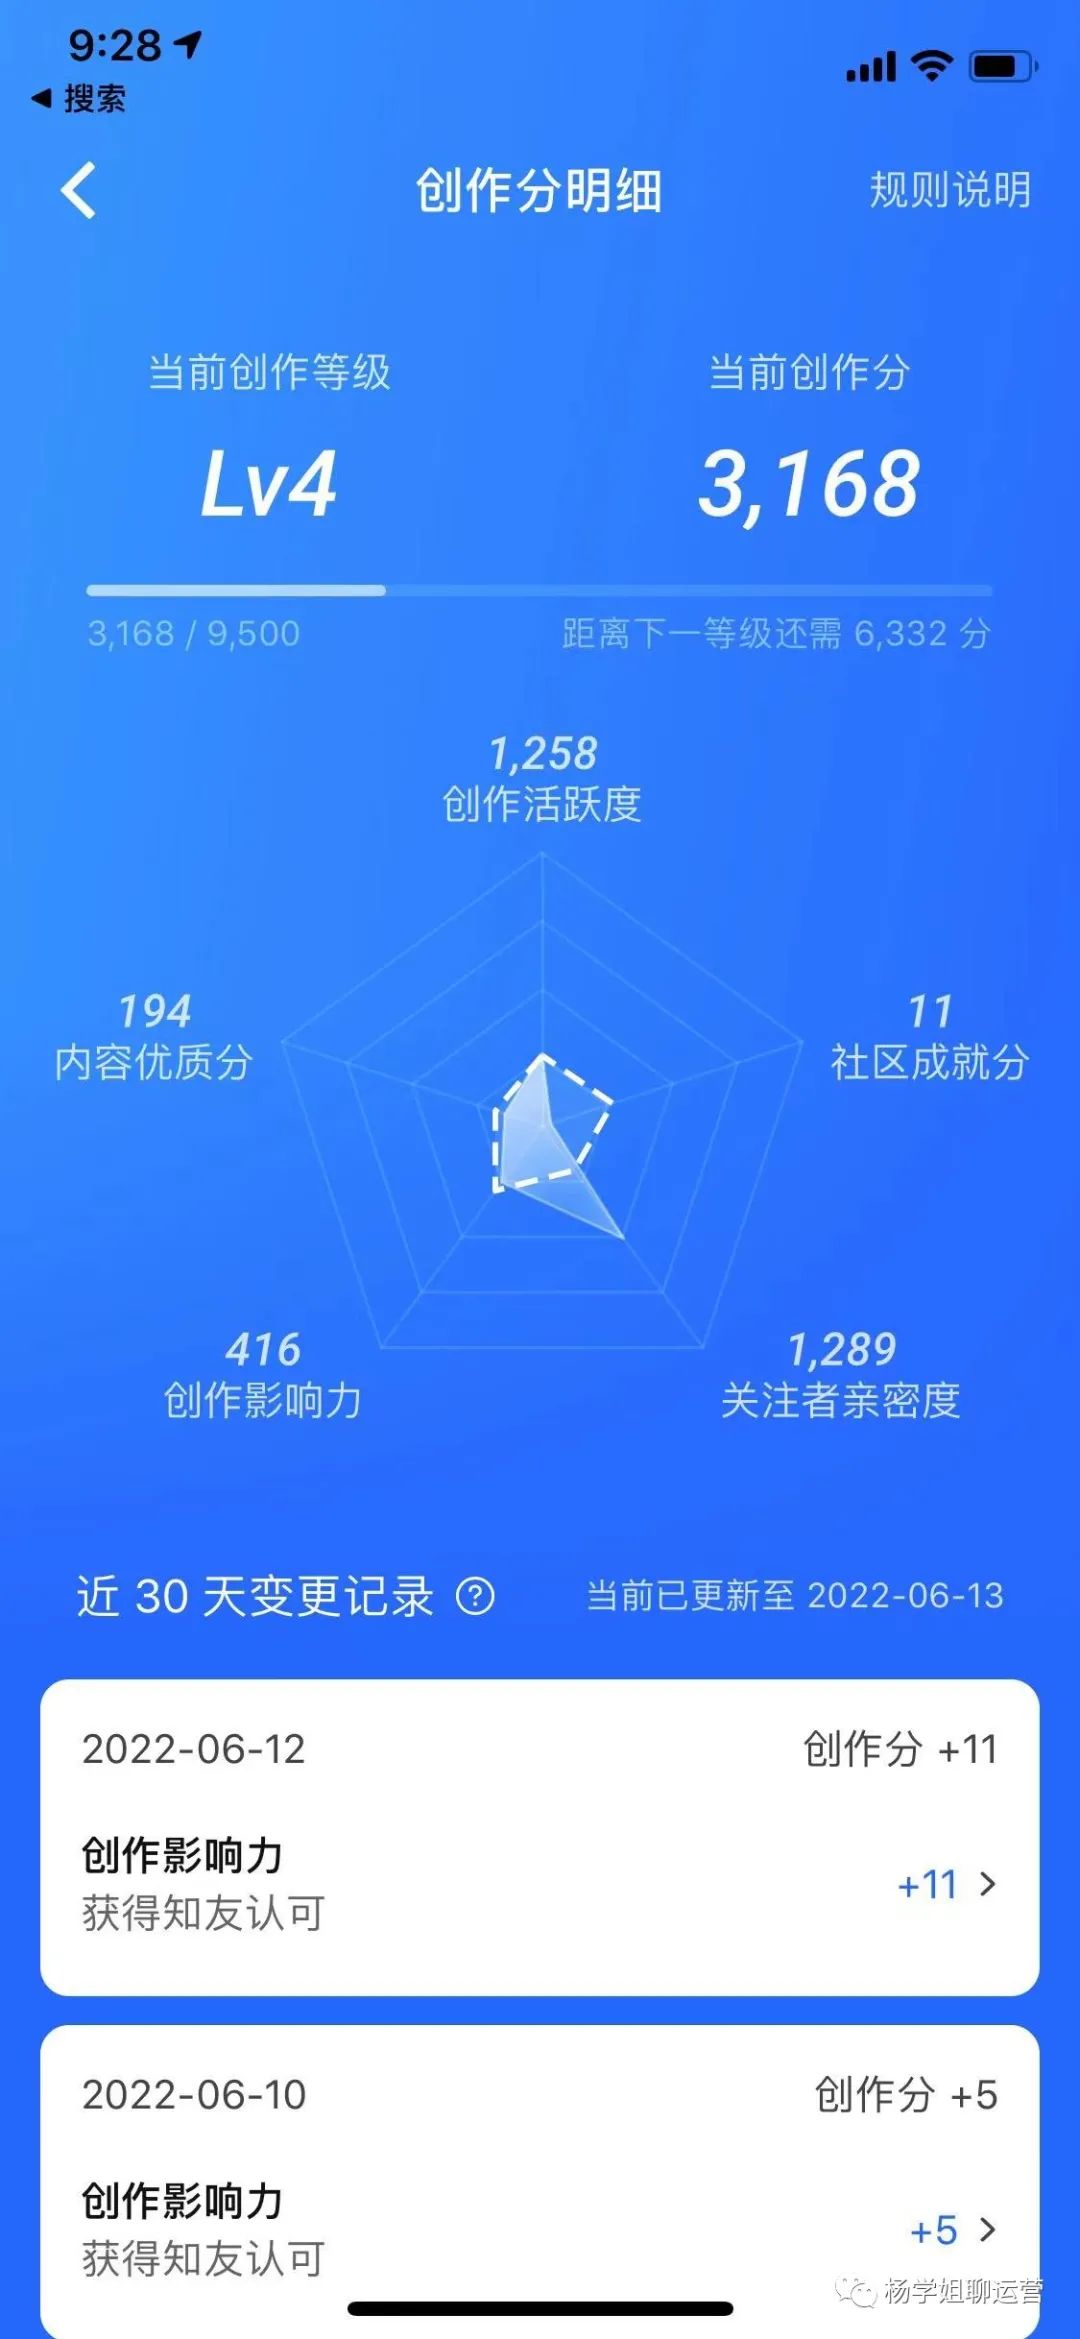 9:28
搜索
创作分明细
规则说明
当前创作等级
当前创作分
Lv4
3,168
3,168 / 9,500
距离下一等级还需 6,332 分
1,258
创作活跃度
194
内容优质分
11
社区成就分
416
创作影响力
1,289
关注者亲密度
近 30 天变更记录 ?
当前已更新至 2022-06-13
2022-06-12
创作分 +11
创作影响力
获得知友认可
+11
2022-06-10
创作分 +5
创作影响力
获得知友认可
+5
杨学姐聊运营